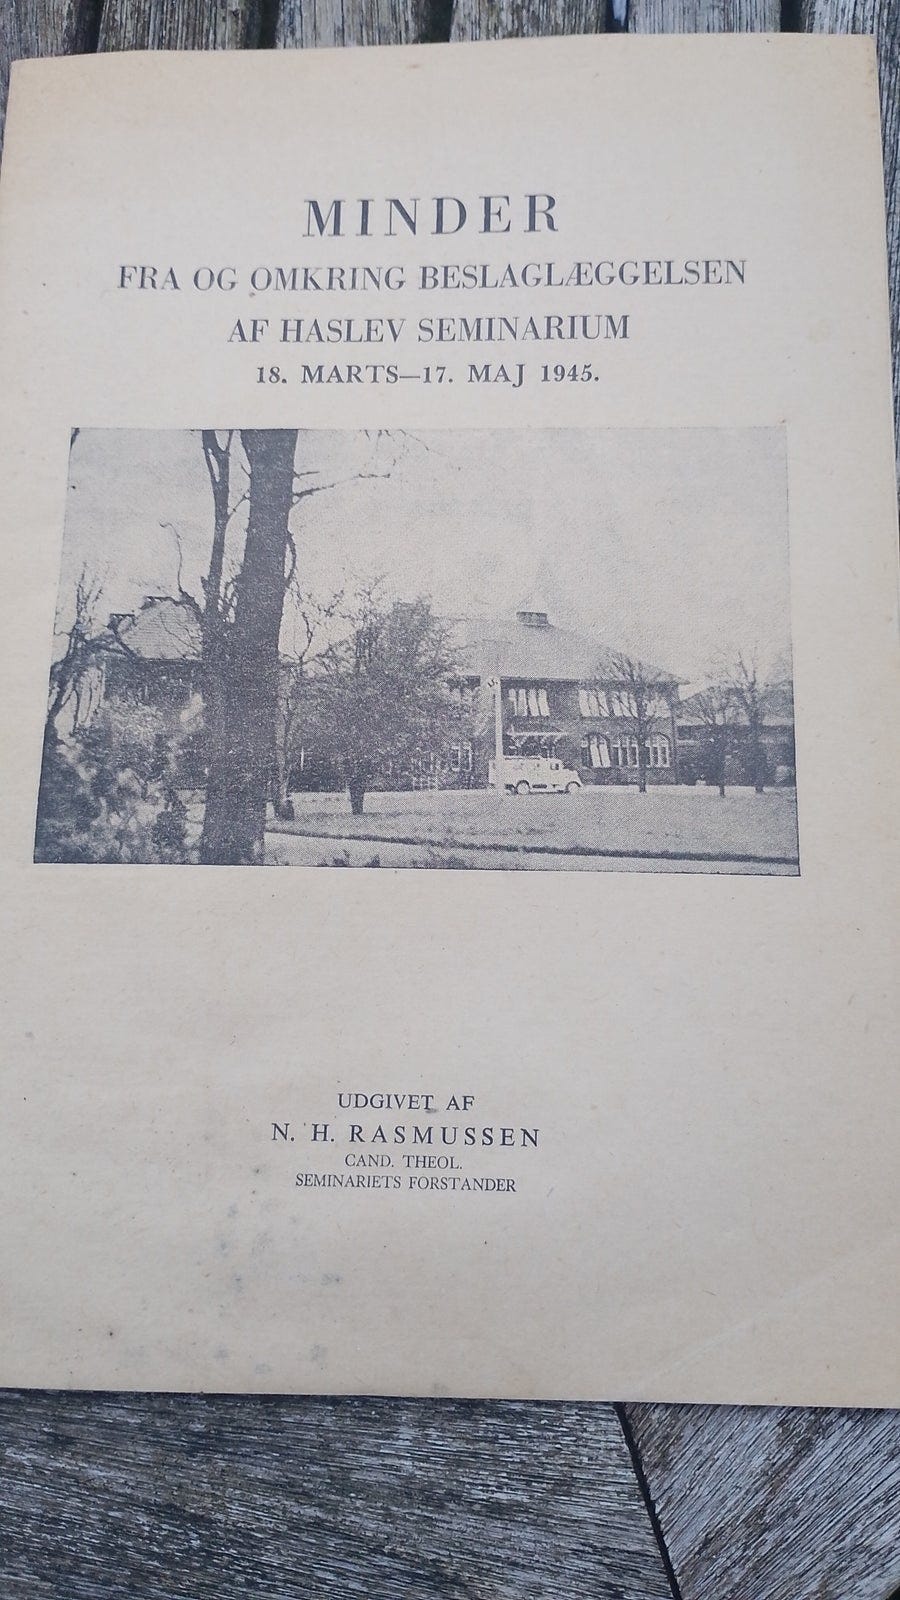 MINDER
FRA OG OMKRING BESLAGLÆGGELSEN
AF HASLEV SEMINARIUM
18. MARTS—17. MAJ 1945.
UDGIVET AF
N. H. RASMUSSEN
CAND. THEOL.
SEMINARIETS FORSTANDER